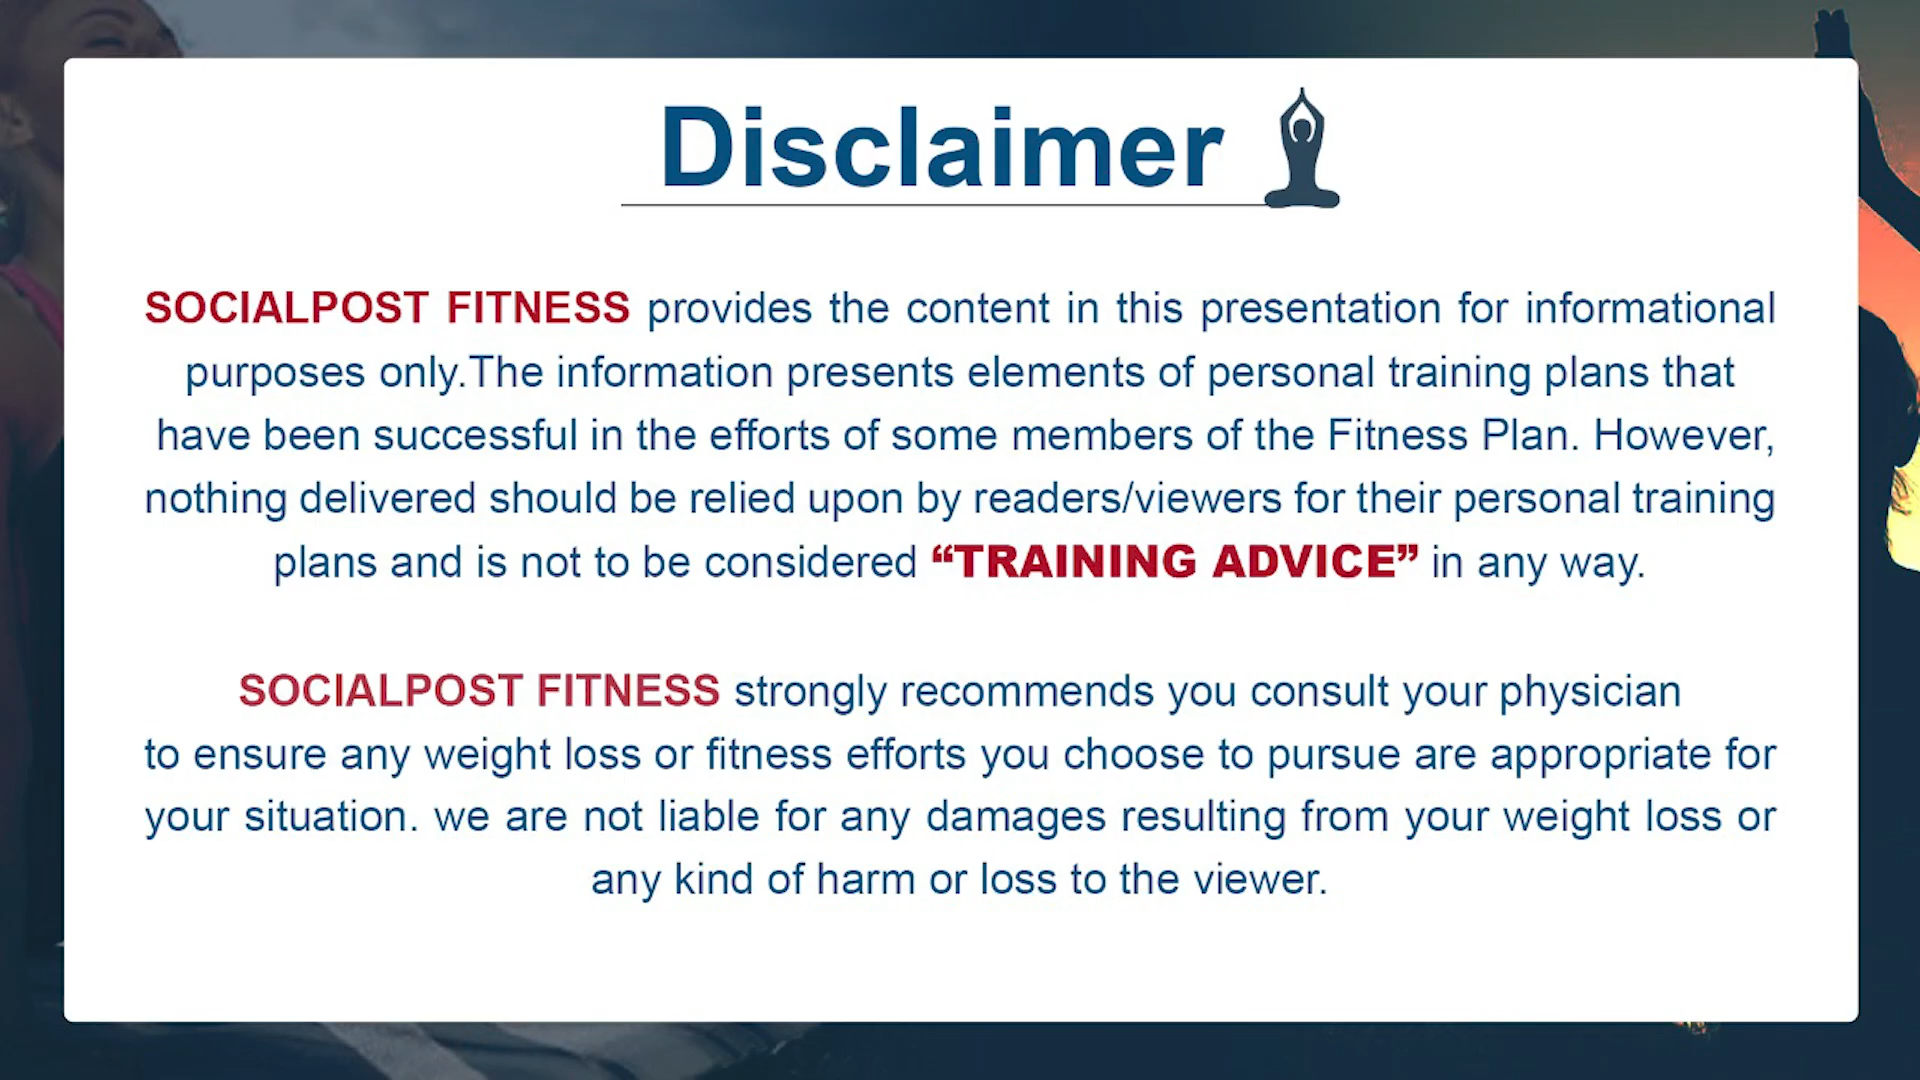 Disclaimer
SOCIALPOST FITNESS provides the content in this presentation for informational
purposes only.The information presents elements of personal training plans that
have been successful in the efforts of some members of the Fitness Plan. However,
nothing delivered should be relied upon by readers/viewers for their personal training
plans and is not to be considered “TRAINING ADVICE” in any way.
SOCIALPOST FITNESS strongly recommends you consult your physician
to ensure any weight loss or fitness efforts you choose to pursue are appropriate for
your situation. we are not liable for any damages resulting from your weight loss or
any kind of harm or loss to the viewer.